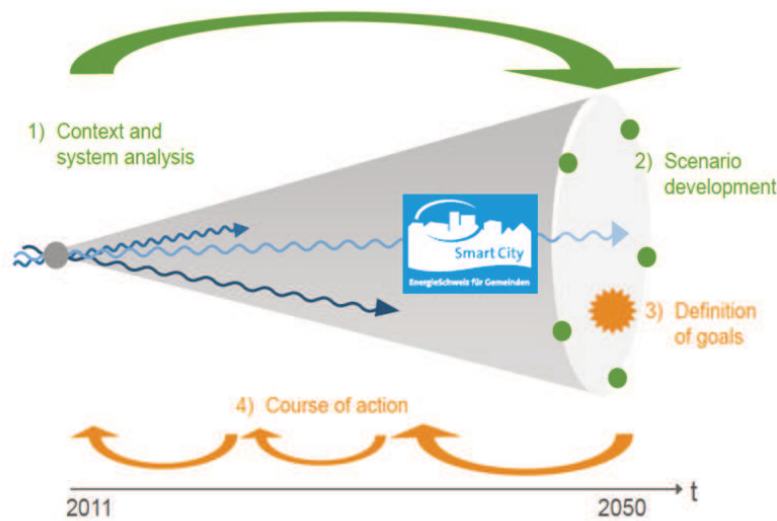 1) Context and
system analysis
2) Scenario
development
Smart City
EnergieSchweiz für Gemeinden
3) Definition
of goals
4) Course of action
t
2011
2050